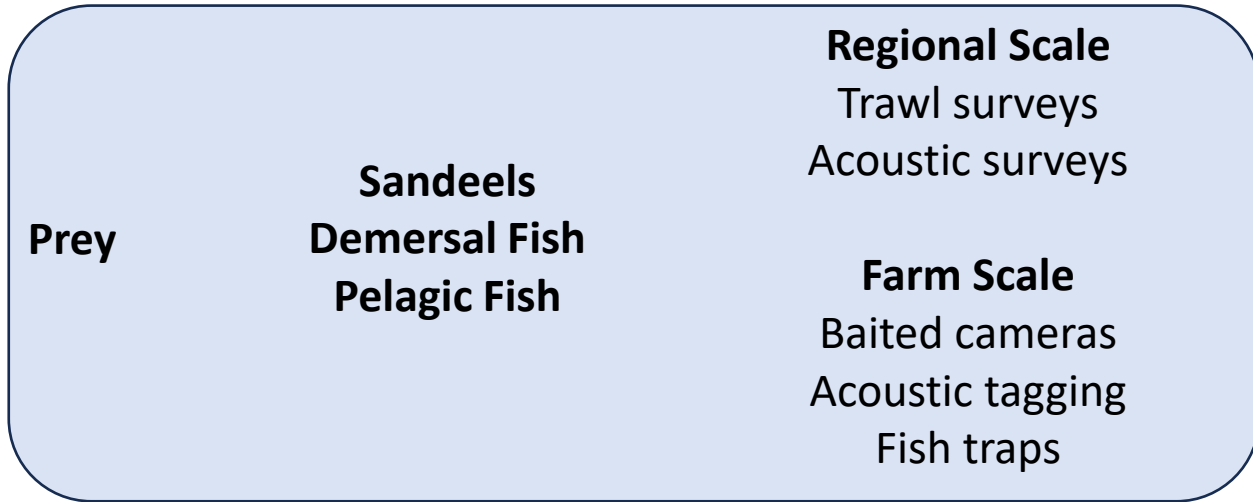 Prey
Sandeels
Demersal Fish
Pelagic Fish
Regional Scale
Trawl surveys
Acoustic surveys
Farm Scale
Baited cameras
Acoustic tagging
Fish traps